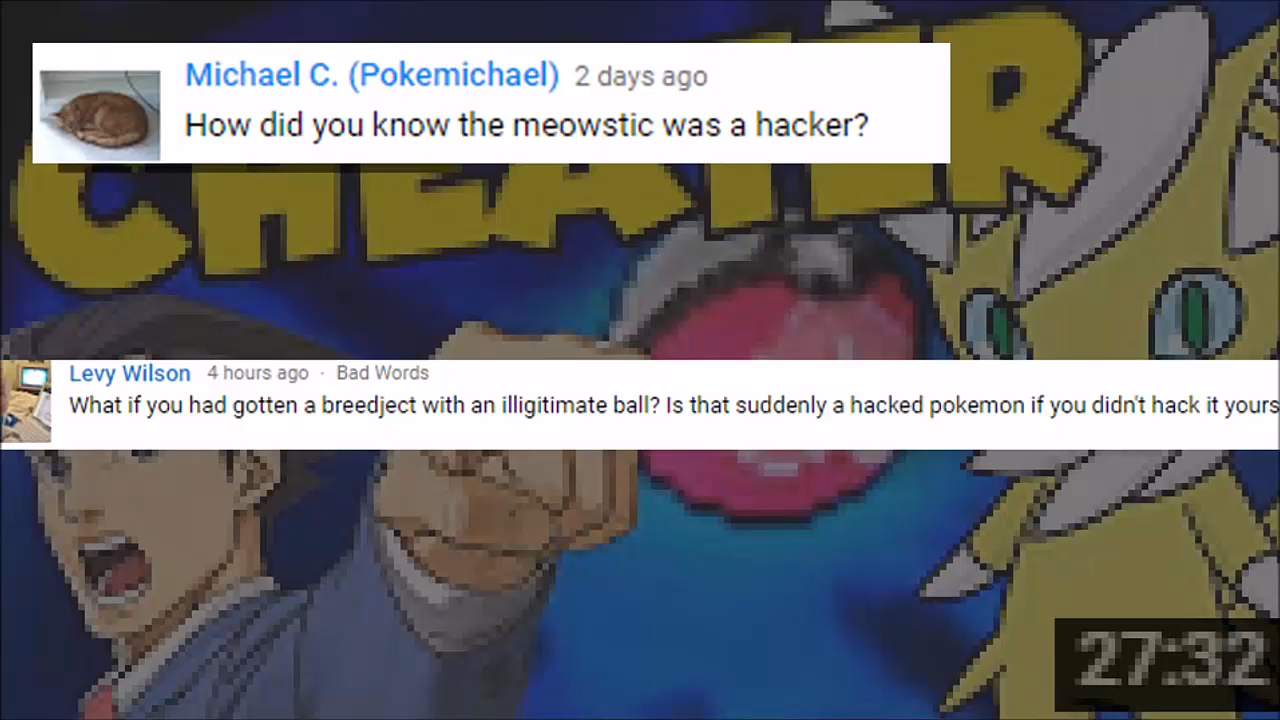 CHEATER
Michael C. (Pokemichael) 2 days ago
How did you know the meowstic was a hacker?
Levy Wilson 4 hours ago · Bad Words
What if you had gotten a breedject with an illigitimate ball? Is that suddenly a hacked pokemon if you didn't hack it yours
27:32